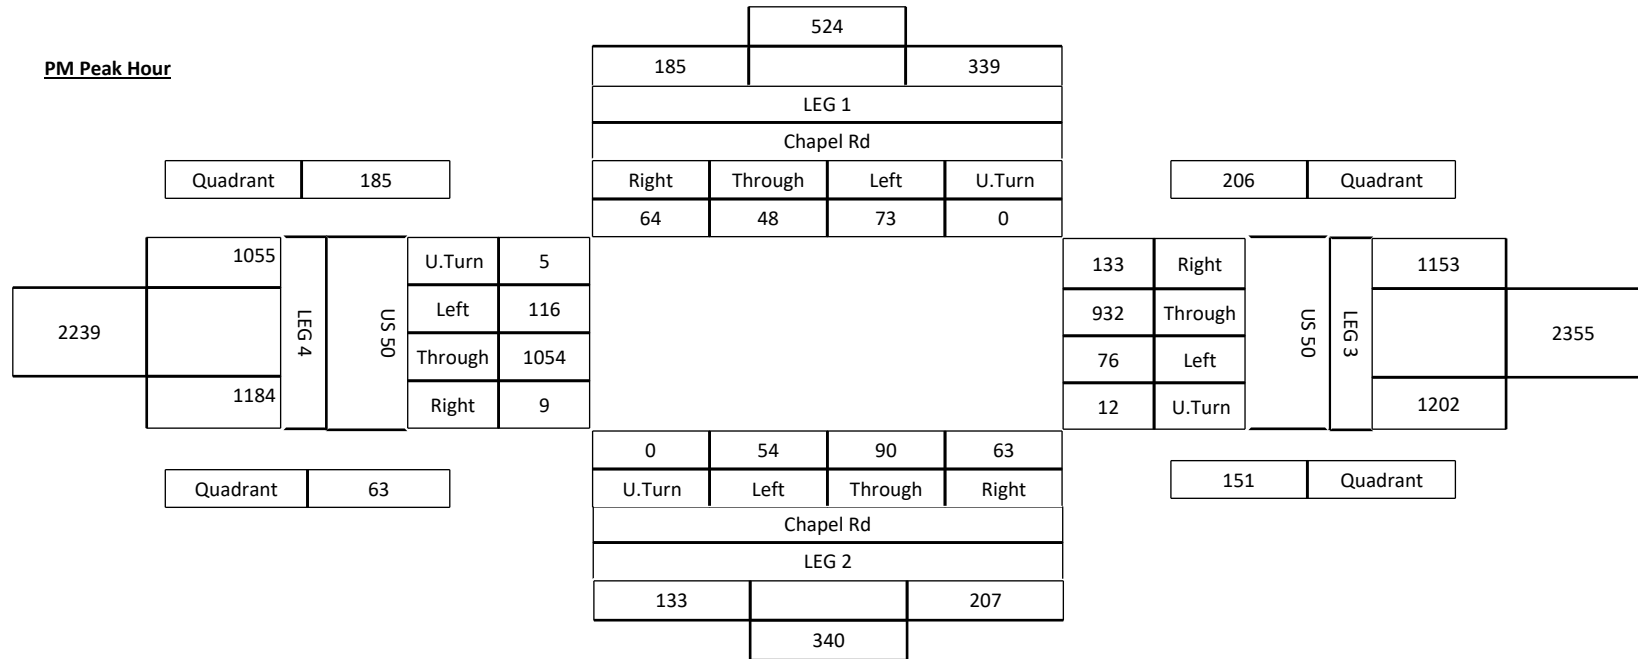 524
PM Peak Hour
185 339
LEG 1
Chapel Rd
Quadrant 185
Right Through Left U.Turn
206 Quadrant
64 48 73 0
1055
U.Turn 5
133 Right
1153
2239
LEG 4
US 50
Left 116
932 Through
US 50
LEG 3
2355
Through 1054
76 Left
1184
Right 9
12 U.Turn
1202
0 54 90 63
Quadrant 63
U.Turn Left Through Right
151 Quadrant
Chapel Rd
LEG 2
133 207
340